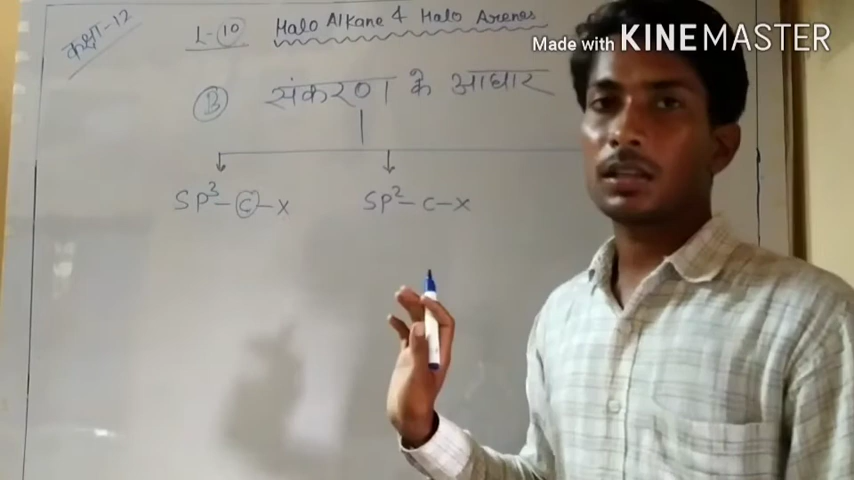 कक्षा-12
L-10 Halo Alkane & Halo Arenes
Made with KINEMASTER
B संकरण के आधार
SP³-C-X SP²-C-X